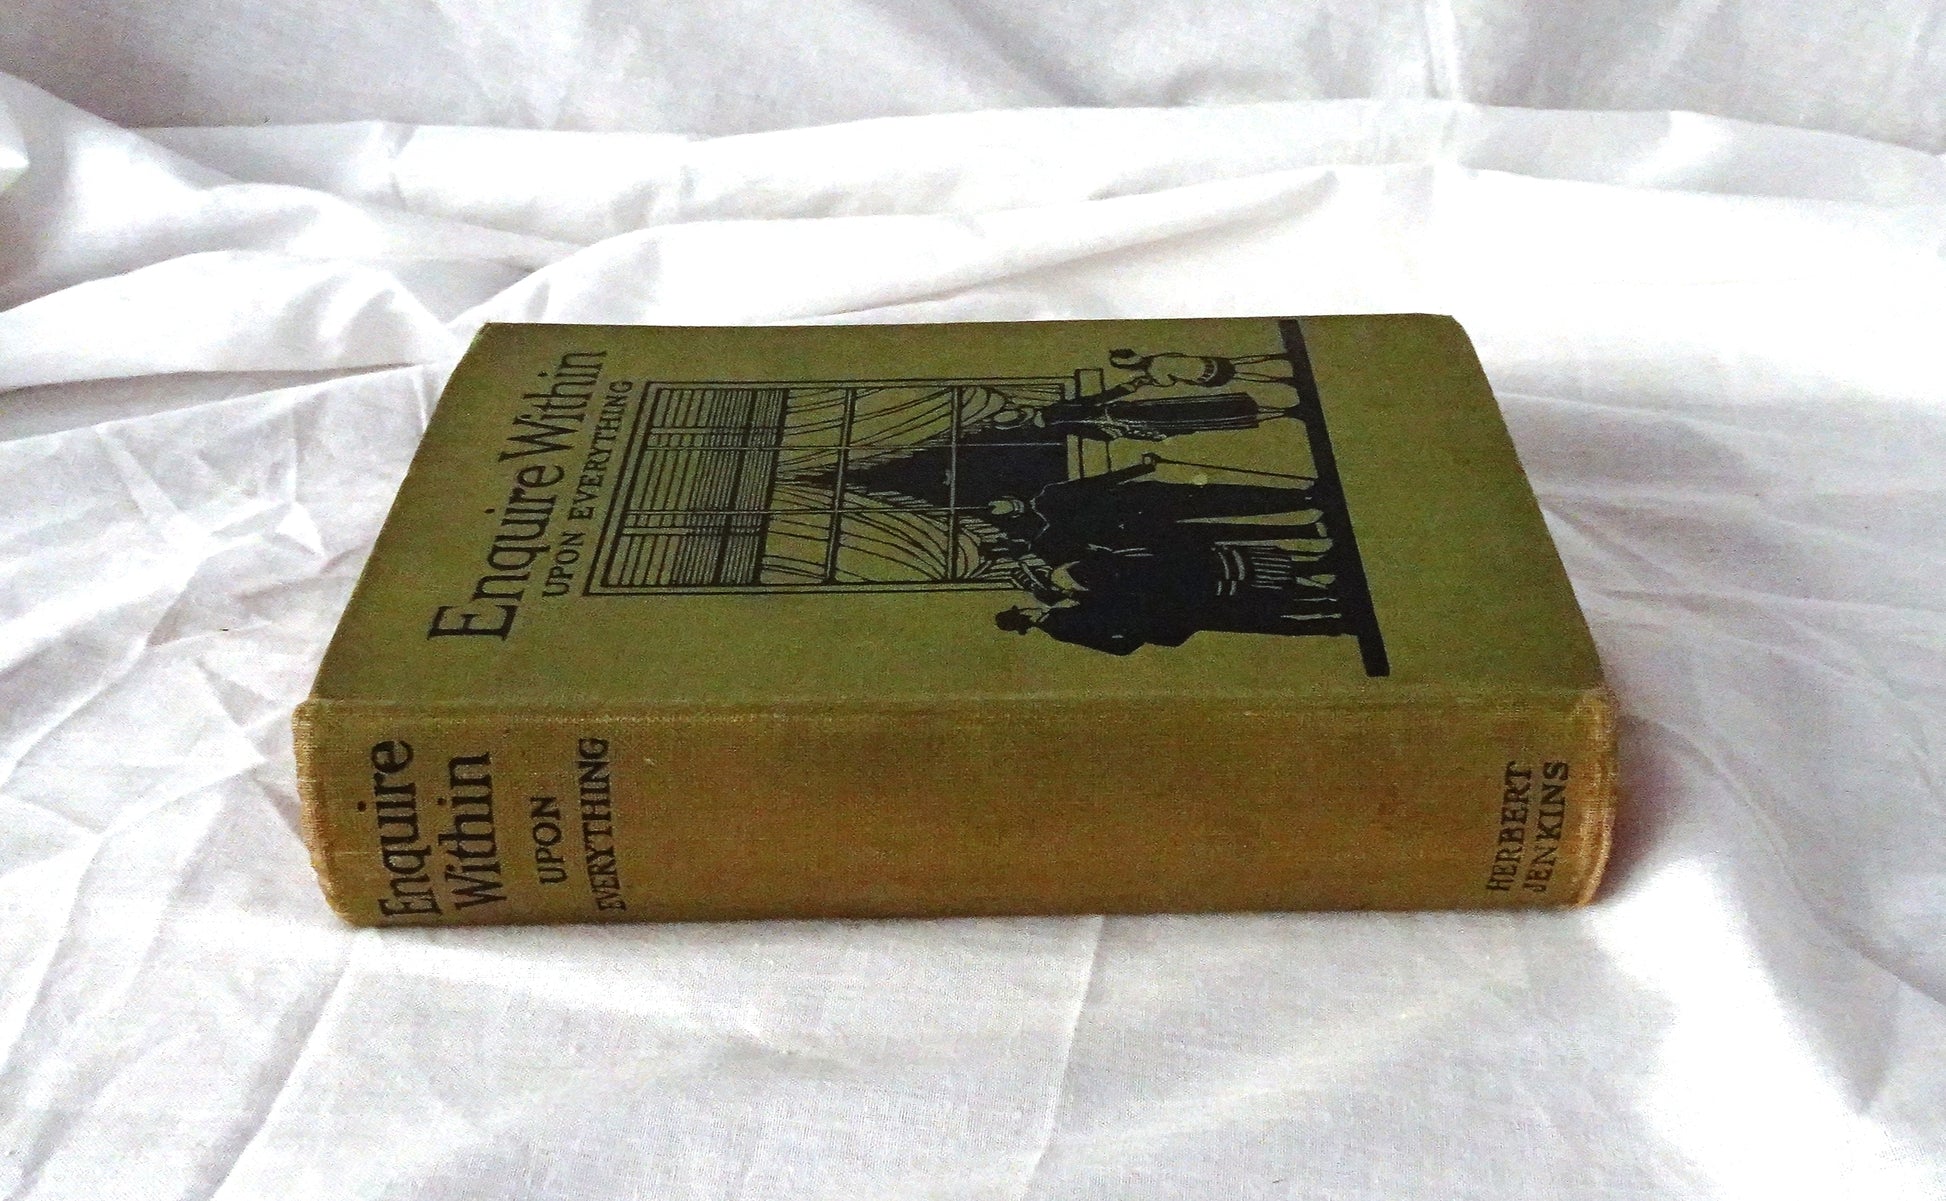 Enquire Within
UPON EVERYTHING
Enquire
Within
UPON
EVERYTHING
HERBERT
JENKINS